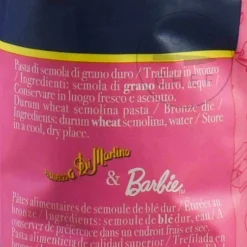 Pasta di semola di grano duro / Trafilata in bronzo
/ Ingredienti: semola di grano duro, acqua.
Conservare in luogo fresco e asciutto.
Durum wheat semolina pasta / Bronze die
Ingredients: durum wheat semolina, water / Store
in a cool, dry place.
Di Martino
& Barbie
Pâtes alimentaires de semoule de blé dur / Tirées au
bronze / Ingrédients: semoule de blé dur, eau / A
conserver de préférence dans un endroit frais et sec.
Pasta alimenticia de calidad superior / Trefilada en